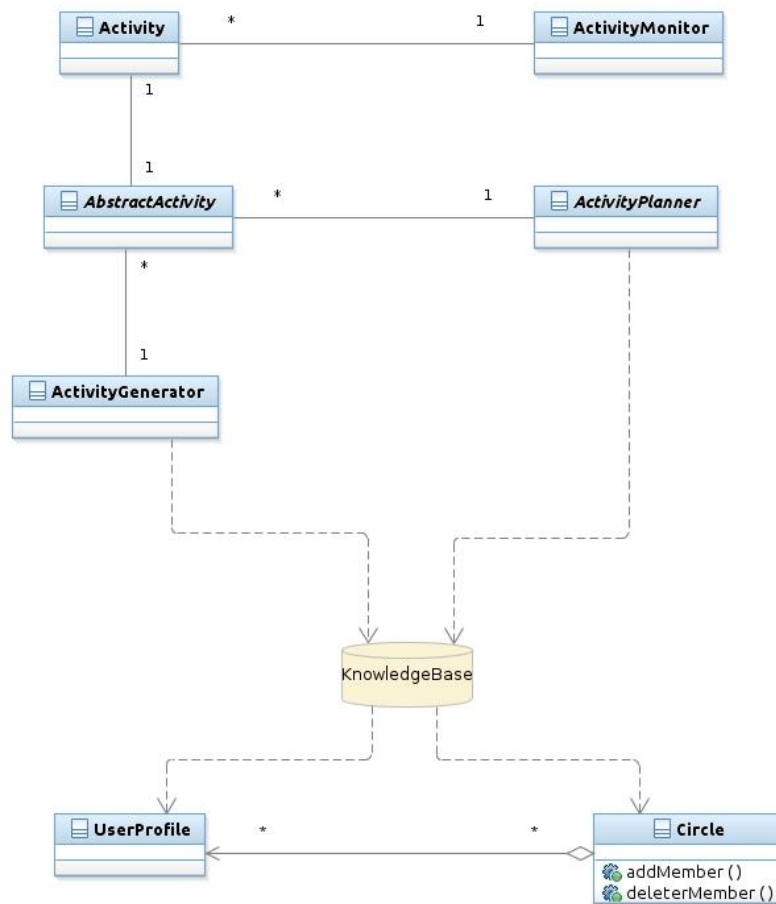 Activity
*
1
ActivityMonitor
1
1
AbstractActivity
*
1
ActivityPlanner
*
1
ActivityGenerator
KnowledgeBase
UserProfile
*
*
Circle
addMember ()
deleterMember ()